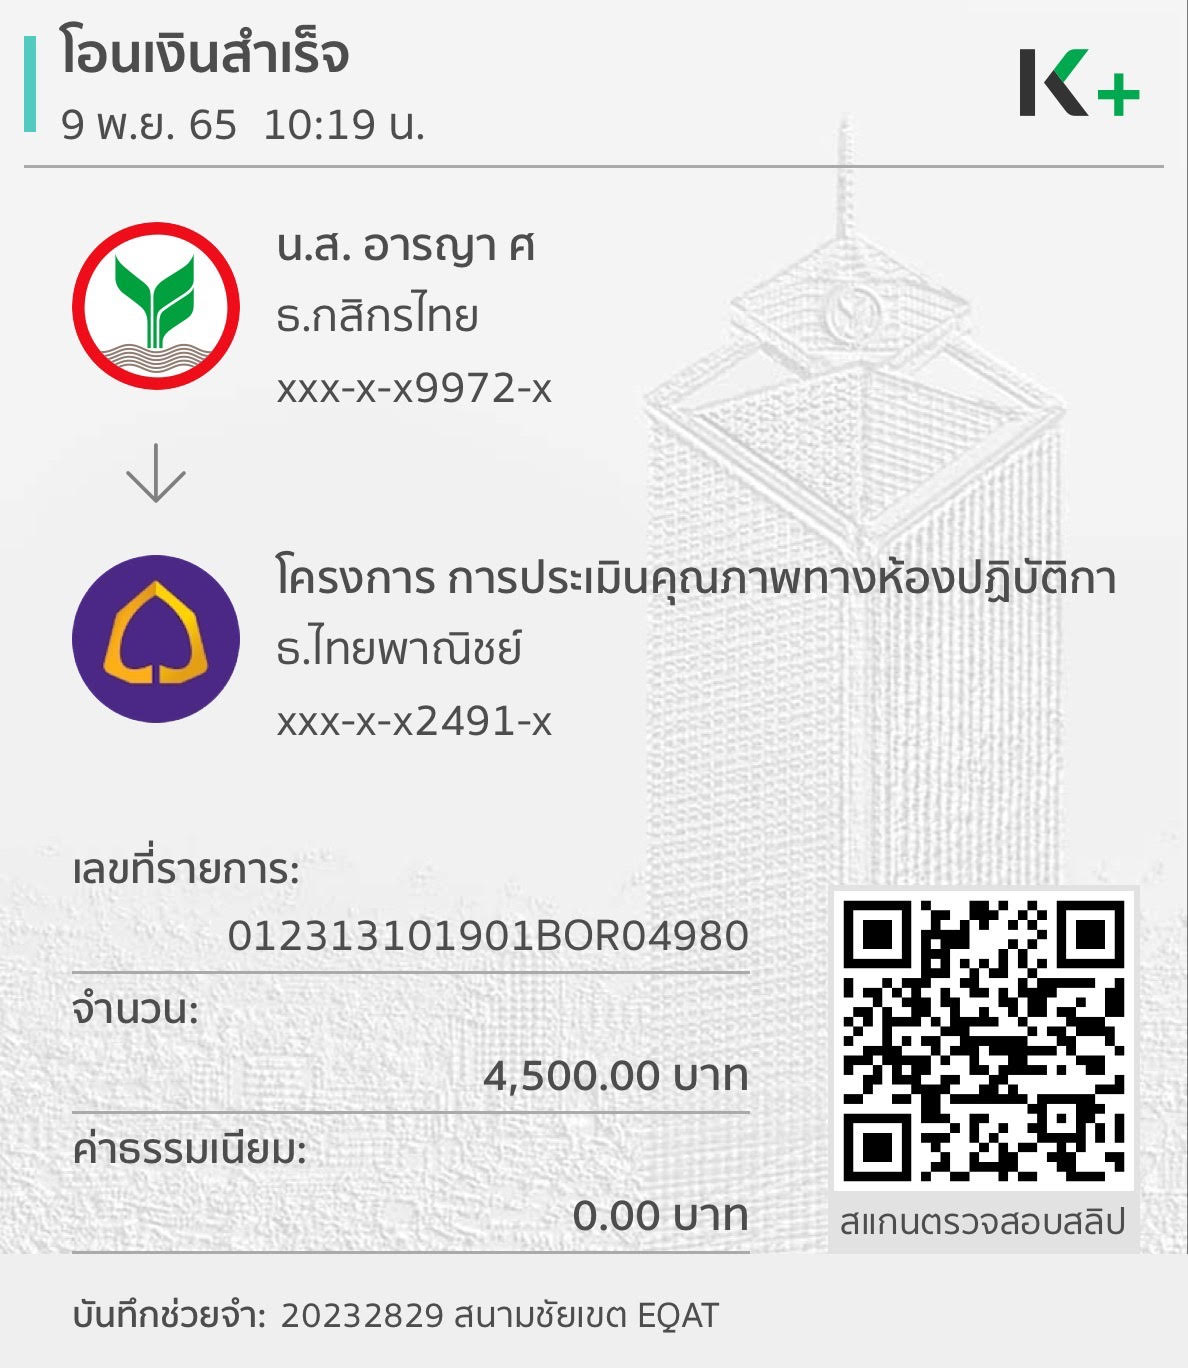 โอนเงินสำเร็จ
9 พ.ย. 65 10:19 น.
K+
น.ส. อารญา ศ
ธ.กสิกรไทย
xxx-x-x9972-x
โครงการ การประเมินคุณภาพทางห้องปฏิบัติกา
ธ.ไทยพาณิชย์
xxx-x-x2491-x
เลขที่รายการ:
012313101901BOR04980
จำนวน:
4,500.00 บาท
ค่าธรรมเนียม:
0.00 บาท
สแกนตรวจสอบสลิป
บันทึกช่วยจำ: 20232829 สนามชัยเขต EQAT